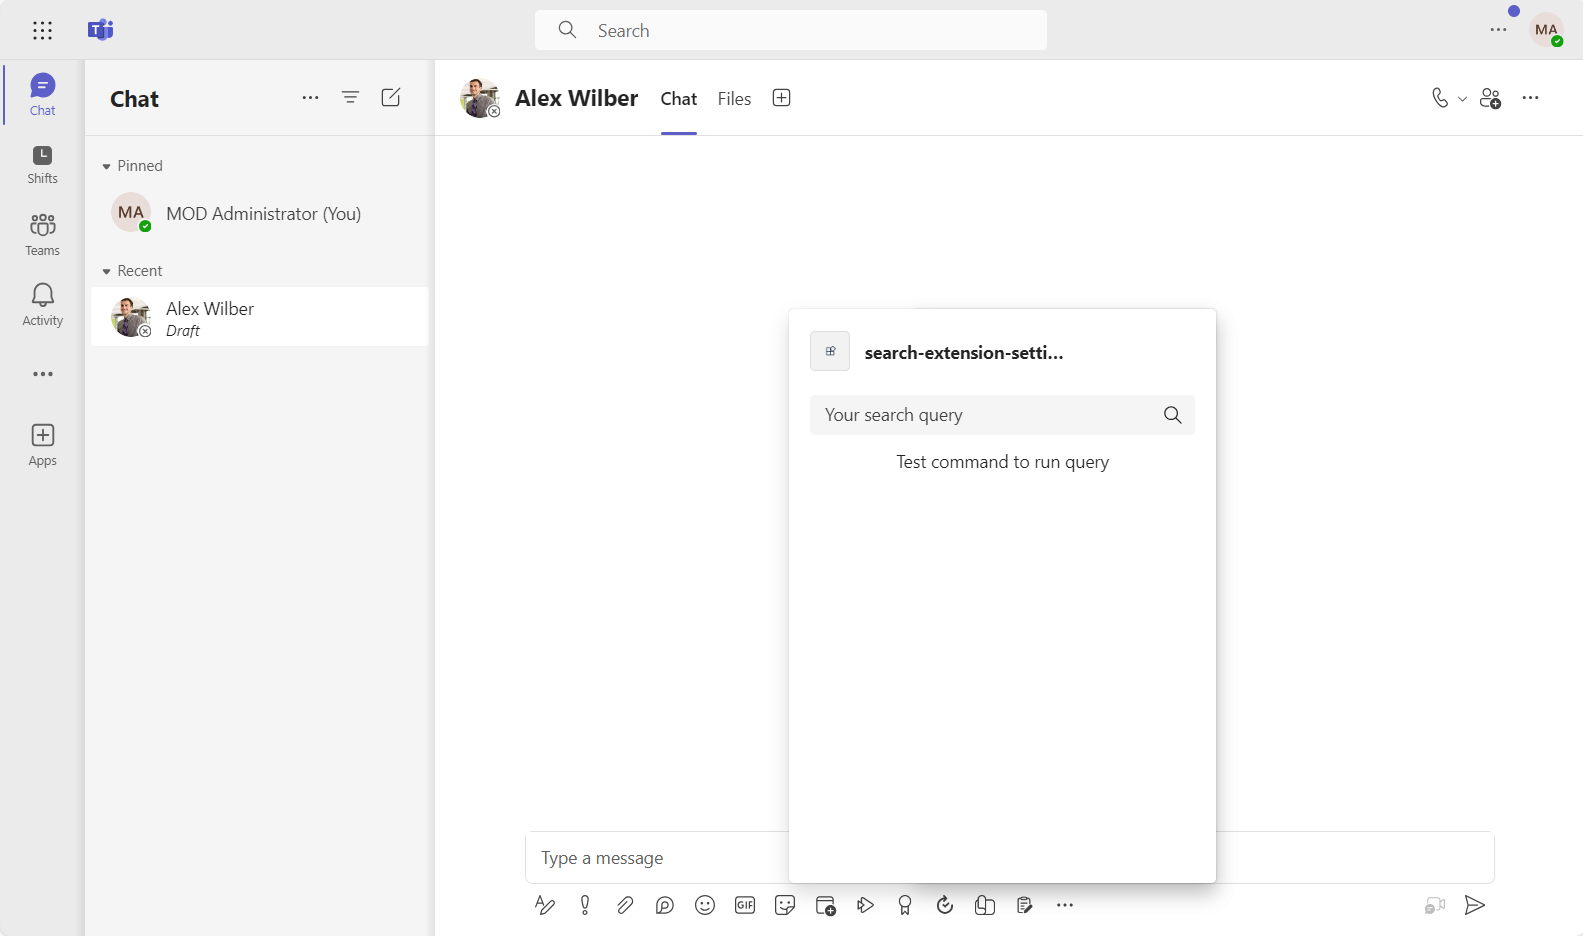 Search
MA
Chat
Shifts
Teams
Activity
Apps
Chat
Pinned
MA
MOD Administrator (You)
Recent
Alex Wilber
Draft
Alex Wilber
Chat
Files
search-extension-setti...
Your search query
Test command to run query
Type a message
GIF